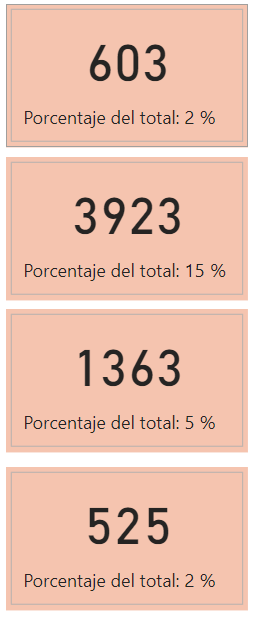 603
Porcentaje del total: 2 %
3923
Porcentaje del total: 15 %
1363
Porcentaje del total: 5 %
525
Porcentaje del total: 2 %